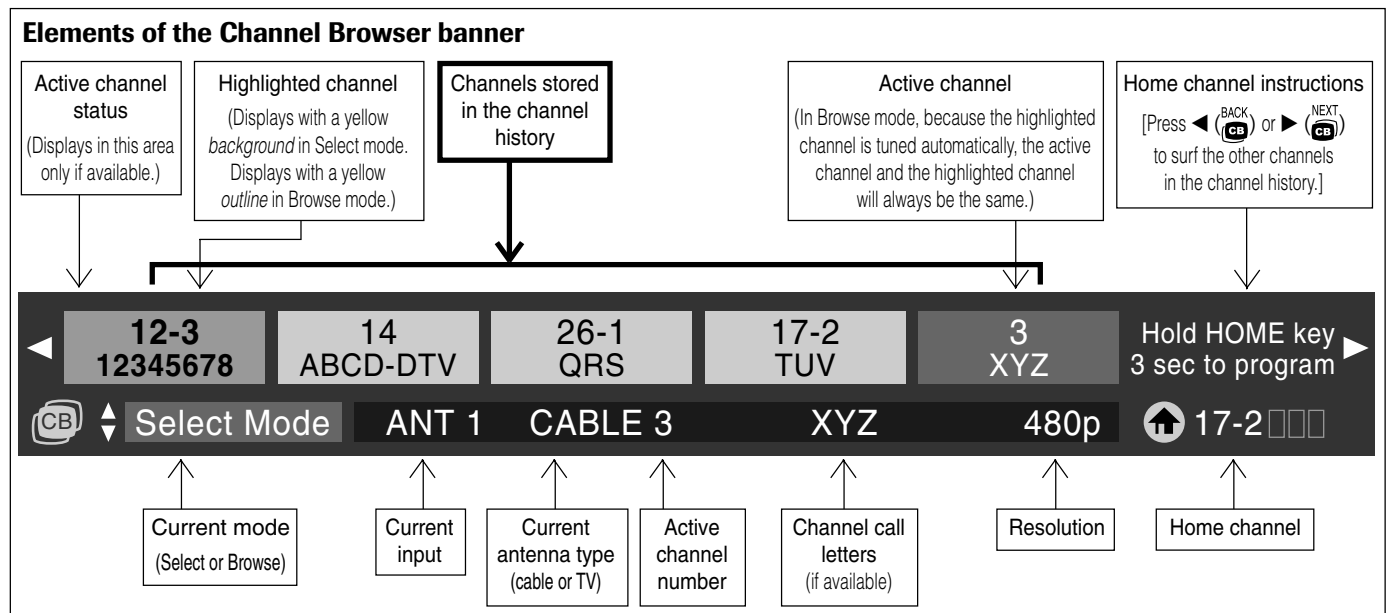 Elements of the Channel Browser banner
Active channel
status
(Displays in this area
only if available.)
Highlighted channel
(Displays with a yellow
background in Select mode.
Displays with a yellow
outline in Browse mode.)
Channels stored
in the channel
history
Active channel
(In Browse mode, because the highlighted
channel is tuned automatically, the active
channel and the highlighted channel
will always be the same.)
Home channel instructions
[Press ◀ (BACK CB) or ▶ (NEXT CB)
to surf the other channels
in the channel history.]
12-3
12345678
14
ABCD-DTV
26-1
QRS
17-2
TUV
3
XYZ
Hold HOME key
3 sec to program
CB Select Mode ANT 1 CABLE 3 XYZ 480p 17-2
Current mode
(Select or Browse)
Current
input
Current
antenna type
(cable or TV)
Active
channel
number
Channel call
letters
(if available)
Resolution
Home channel